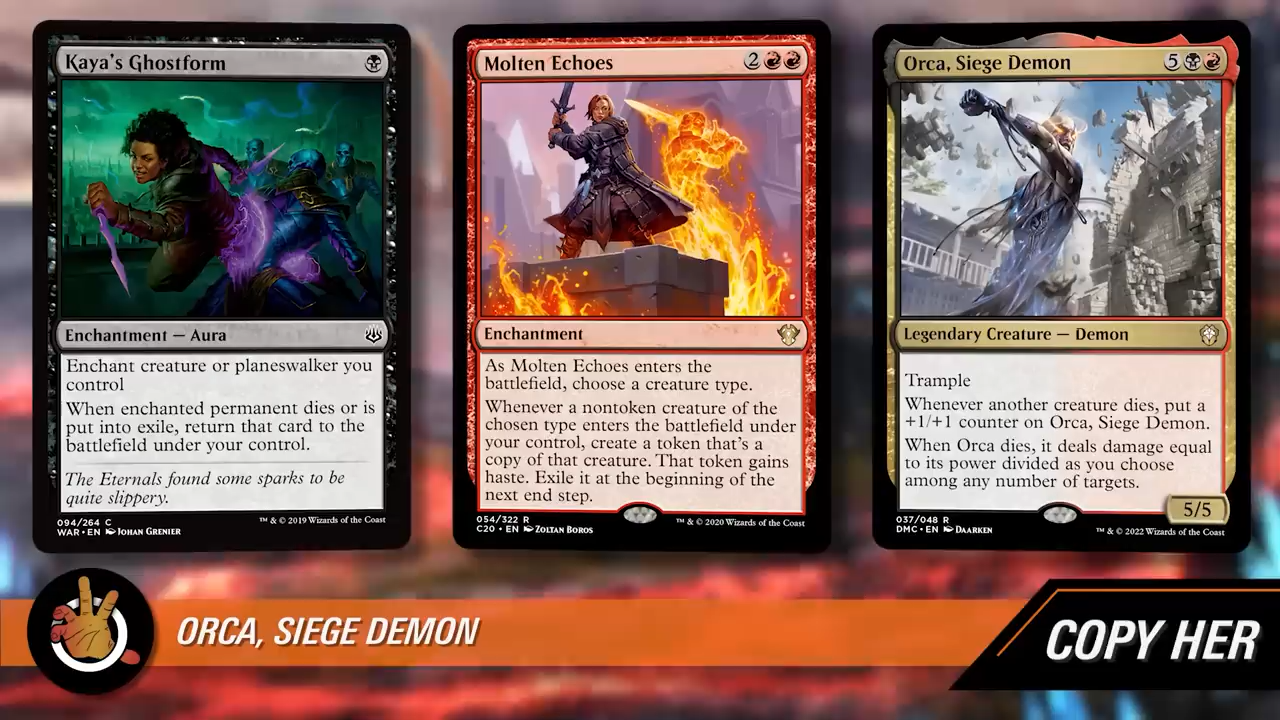 Kaya's Ghostform
Enchantment — Aura
Enchant creature or planeswalker you
control
When enchanted permanent dies or is
put into exile, return that card to the
battlefield under your control.
The Eternals found some sparks to be
quite slippery.
094/264 C
WAR • EN Johan Grenier
™ & © 2019 Wizards of the Coast
Molten Echoes
2
Enchantment
As Molten Echoes enters the
battlefield, choose a creature type.
Whenever a nontoken creature of the
chosen type enters the battlefield under
your control, create a token that's a
copy of that creature. That token gains
haste. Exile it at the beginning of the
next end step.
054/322 R
C20 • EN Zoltan Boros
™ & © 2020 Wizards of the Coast
Orca, Siege Demon
5
Legendary Creature — Demon
Trample
Whenever another creature dies, put a
+1/+1 counter on Orca, Siege Demon.
When Orca dies, it deals damage equal
to its power divided as you choose
among any number of targets.
5/5
037/048 R
DMC • EN Daarken
™ & © 2022 Wizards of the Coast
ORCA, SIEGE DEMON
COPY HER